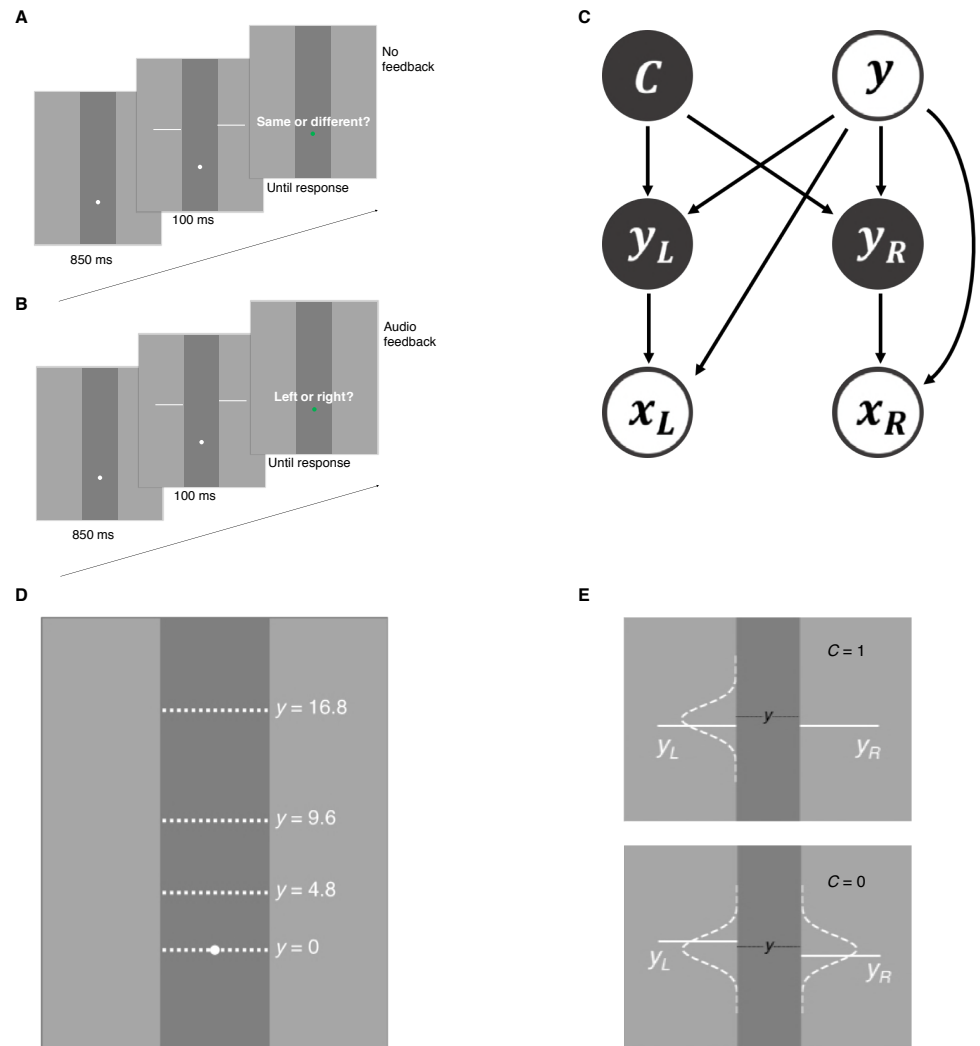 A
No
feedback
Same or different?
Until response
100 ms
850 ms
B
Audio
feedback
Left or right?
Until response
100 ms
850 ms
C
C
y
y_L
y_R
x_L
x_R
D
y = 16.8
y = 9.6
y = 4.8
y = 0
E
C = 1
y
y_L
y_R
C = 0
y
y_L
y_R